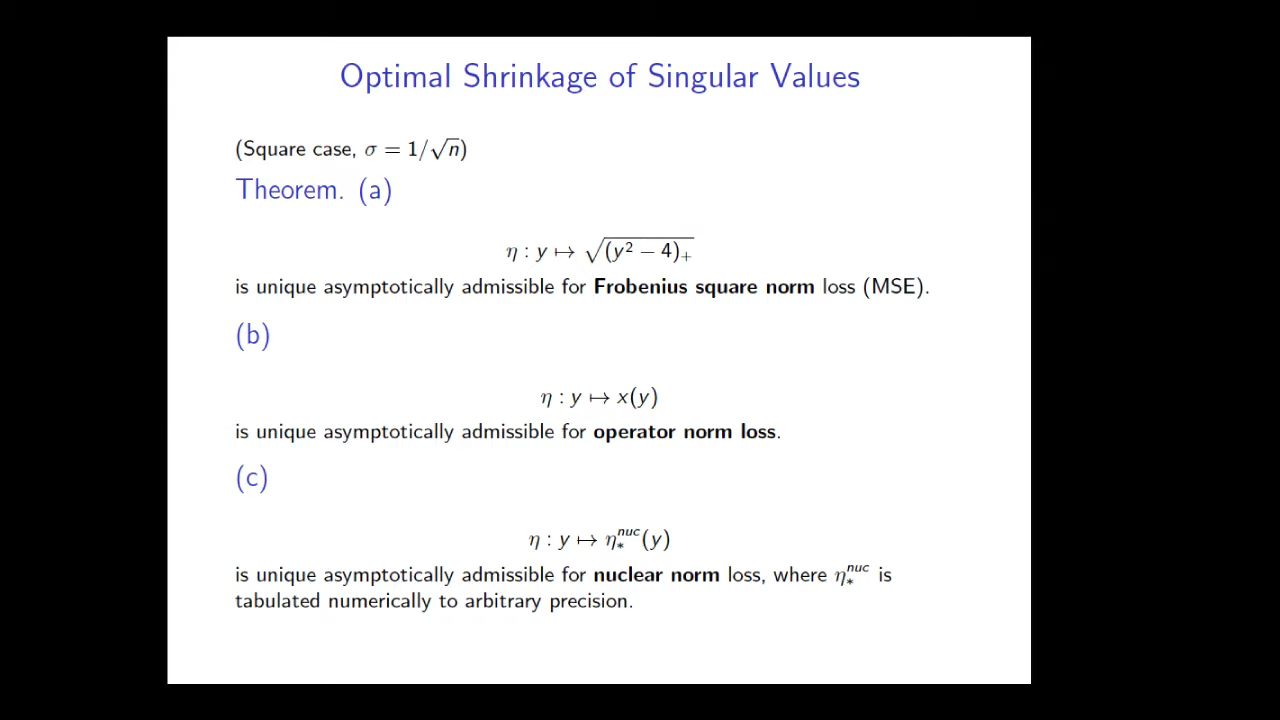 Optimal Shrinkage of Singular Values
(Square case, σ = 1/√n)
Theorem. (a)
η : y ↦ √(y² − 4)₊
is unique asymptotically admissible for Frobenius square norm loss (MSE).
(b)
η : y ↦ x(y)
is unique asymptotically admissible for operator norm loss.
(c)
η : y ↦ η*^nuc(y)
is unique asymptotically admissible for nuclear norm loss, where η*^nuc is
tabulated numerically to arbitrary precision.